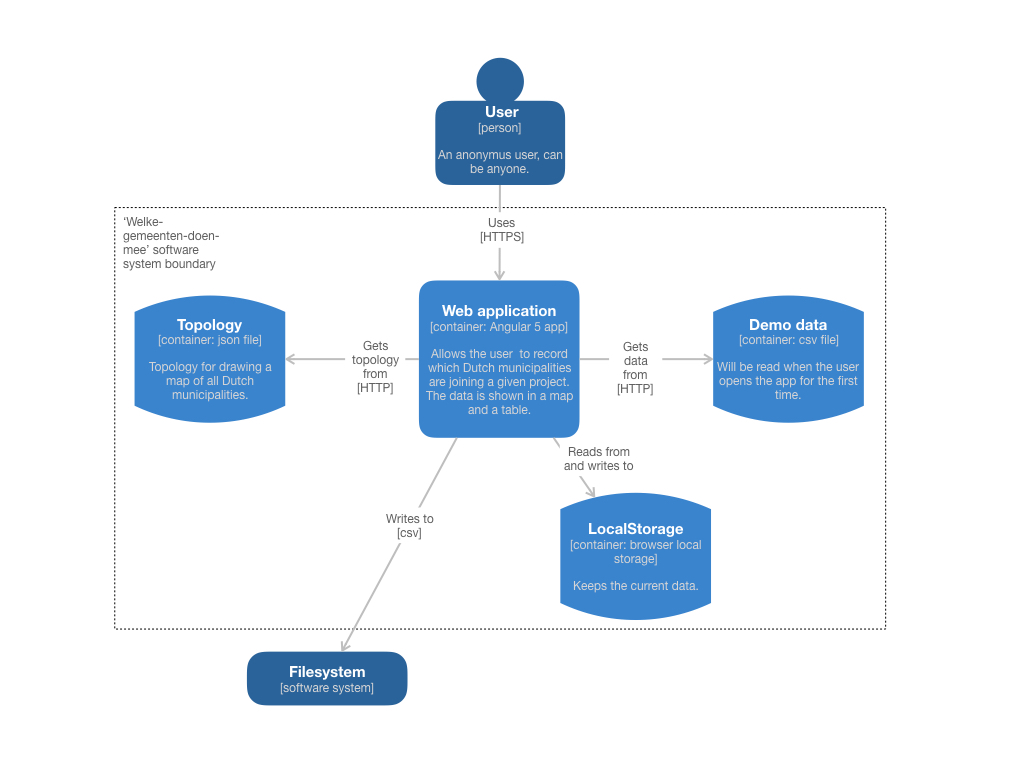 User
[person]
An anonymus user, can
be anyone.
'Welke-
gemeenten-doen-
mee' software
system boundary
Uses
[HTTPS]
Topology
[container: json file]
Topology for drawing a
map of all Dutch
municipalities.
Gets
topology
from
[HTTP]
Web application
[container: Angular 5 app]
Allows the user  to record
which Dutch municipalities
are joining a given project.
The data is shown in a map
and a table.
Gets
data
from
[HTTP]
Demo data
[container: csv file]
Will be read when the user
opens the app for the first
time.
Reads from
and writes to
Writes to
[csv]
LocalStorage
[container: browser local
storage]
Keeps the current data.
Filesystem
[software system]